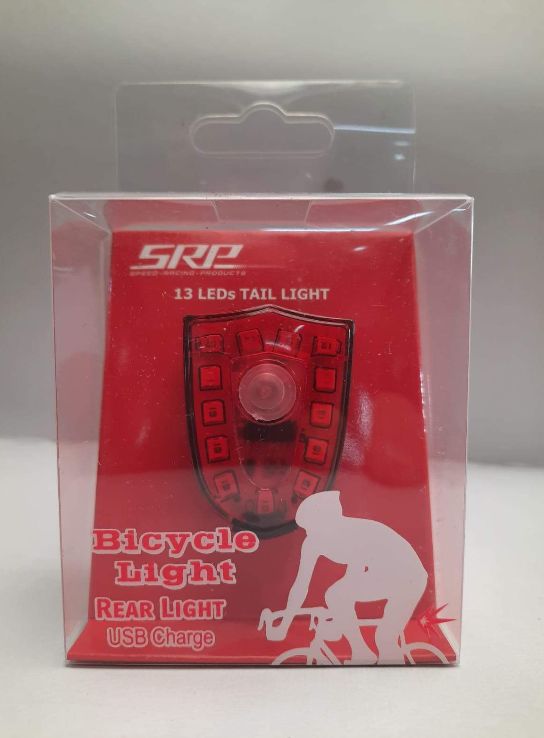 SRP
SPEED-RACING-PRODUCTS
13 LEDs TAIL LIGHT
Bicycle
Light
REAR LIGHT
USB Charge